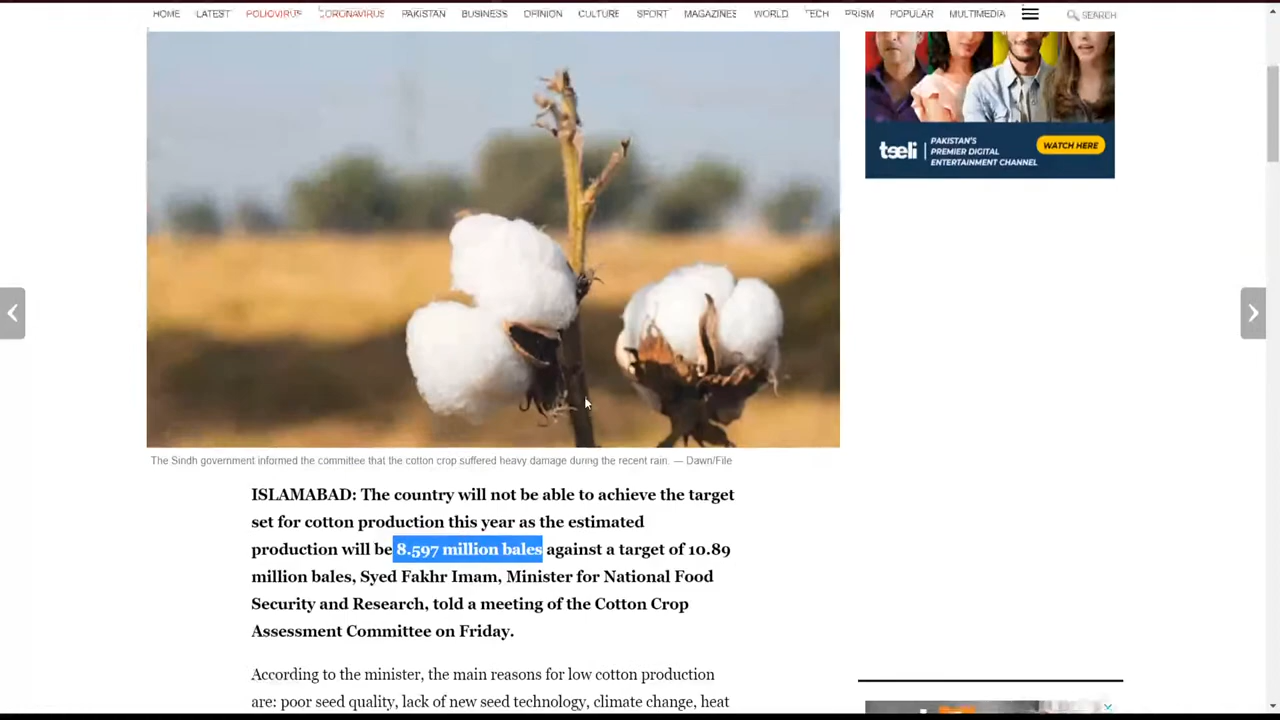 HOME LATEST POLIOVIRUS CORONAVIRUS PAKISTAN BUSINESS OPINION CULTURE SPORT MAGAZINES WORLD TECH PRISM POPULAR MULTIMEDIA SEARCH
teeli
PAKISTAN'S
PREMIER DIGITAL
ENTERTAINMENT CHANNEL
WATCH HERE
The Sindh government informed the committee that the cotton crop suffered heavy damage during the recent rain. — Dawn/File
ISLAMABAD: The country will not be able to achieve the target
set for cotton production this year as the estimated
production will be 8.597 million bales against a target of 10.89
million bales, Syed Fakhr Imam, Minister for National Food
Security and Research, told a meeting of the Cotton Crop
Assessment Committee on Friday.
According to the minister, the main reasons for low cotton production
are: poor seed quality, lack of new seed technology, climate change, heat